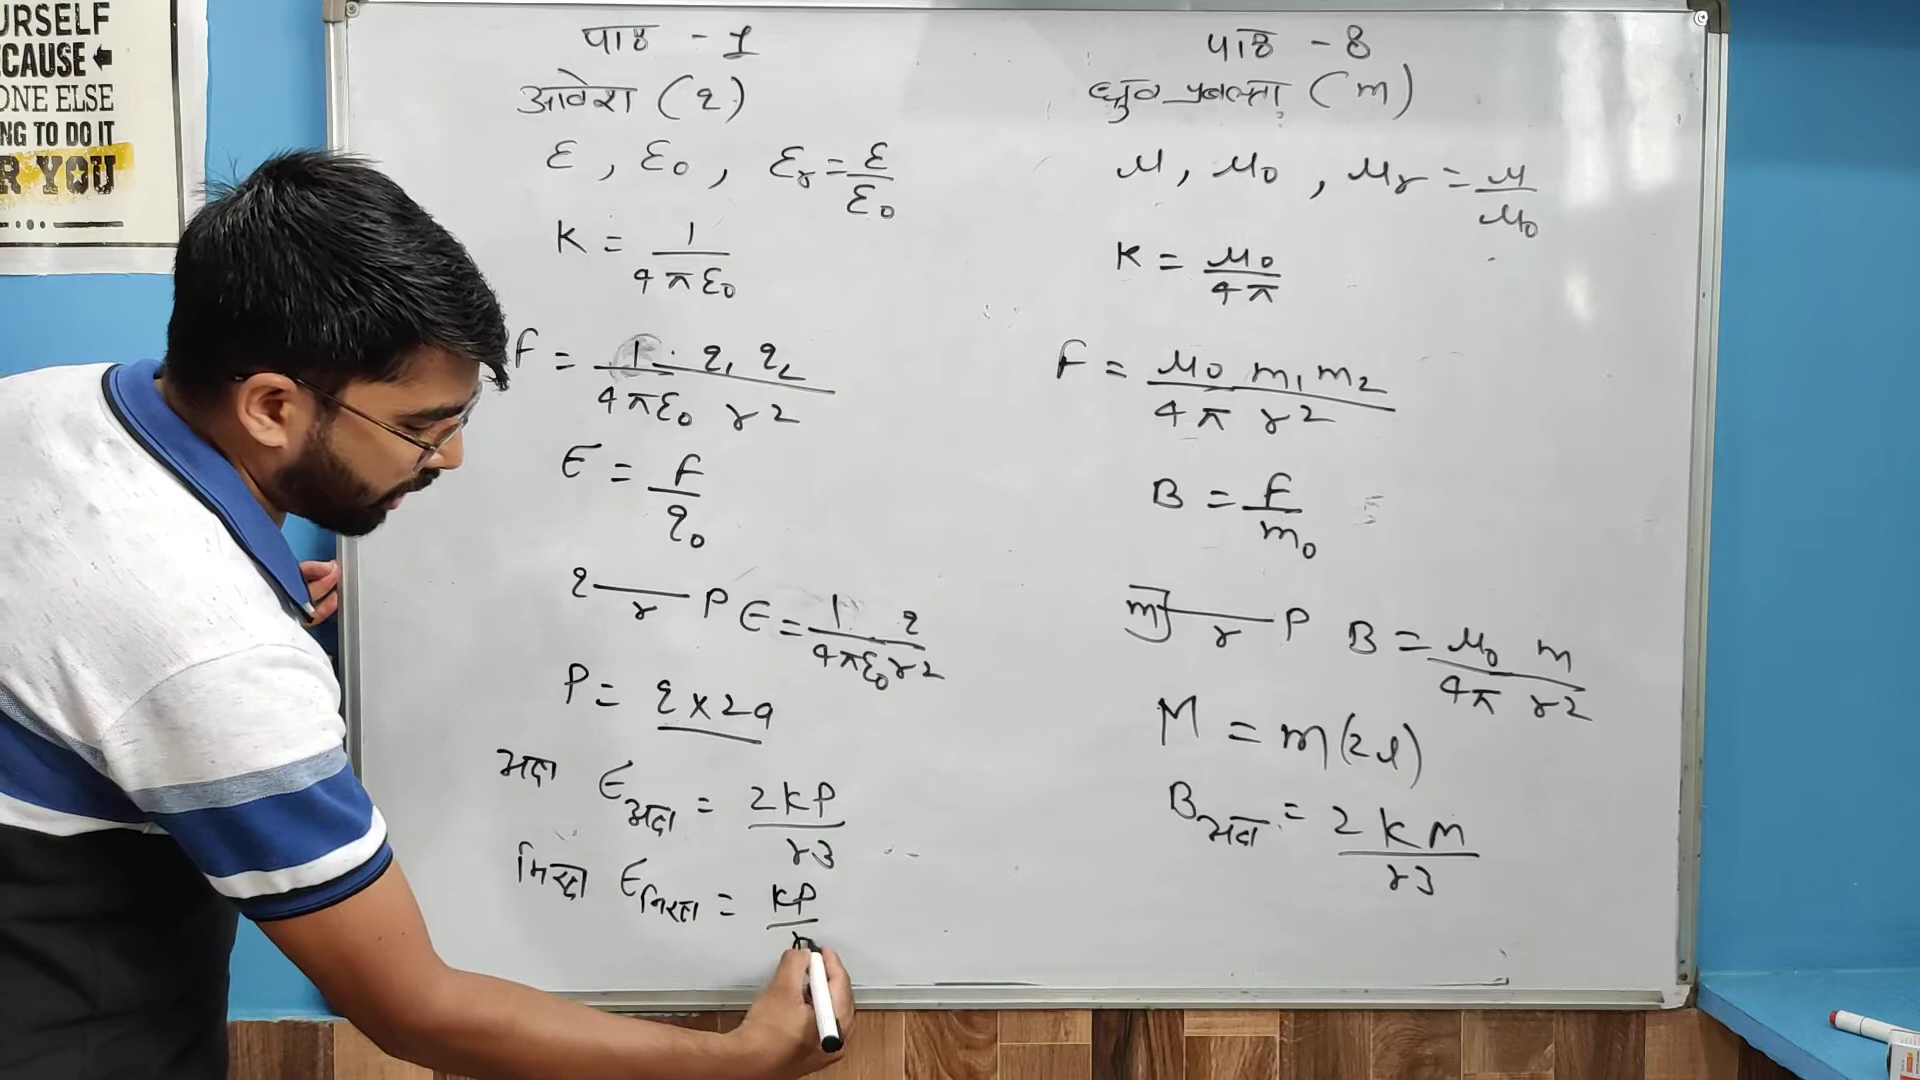 URSELF
CAUSE
ONE ELSE
NG TO DO IT
R YOU
पाठ - 1
आवेश (q)
ε , ε₀ , εr = ε/ε₀
K = 1/4πε₀
F = 1/4πε₀ q₁ q₂/r²
E = F/q₀
q — r — P E = 1/4πε₀ q/r²
P = q × 2a
अक्ष E अक्ष = 2KP/r3
निरक्ष E निरक्ष = KP/r
पाठ - 8
ध्रुव प्रबलता (m)
μ , μ₀ , μr = μ/μ₀
K = μ₀/4π
F = μ₀ m₁ m₂/4π r²
B = F/m₀
m — r — P B = μ₀ m/4π r²
M = m(2l)
B अक्ष = 2KM/r3